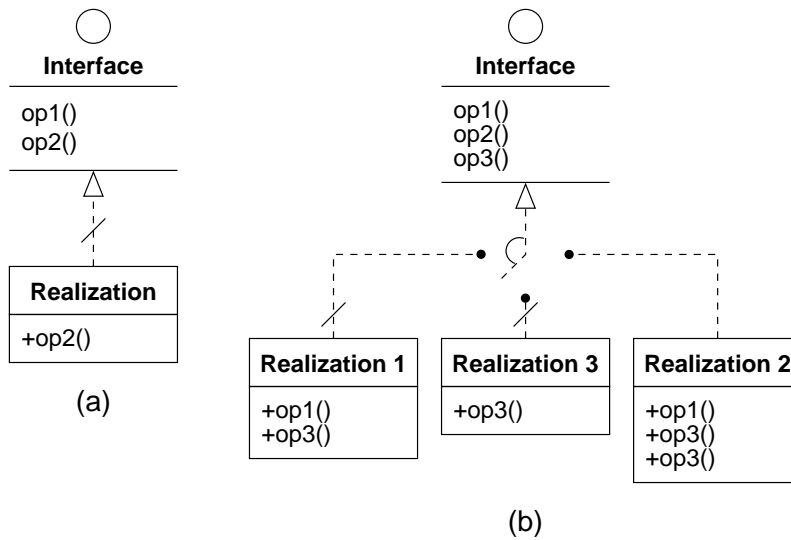 Interface
op1()
op2()
Realization
+op2()
(a)
Interface
op1()
op2()
op3()
Realization 1
+op1()
+op3()
Realization 3
+op3()
Realization 2
+op1()
+op3()
+op3()
(b)